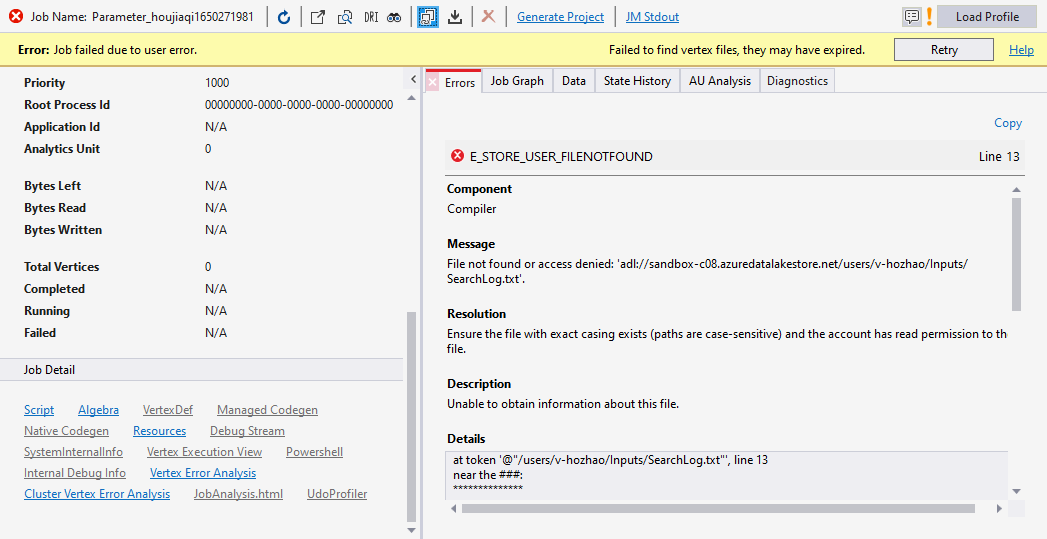 Job Name: Parameter_houjiaqi1650271981 DRI Generate Project JM Stdout Load Profile
Error: Job failed due to user error. Failed to find vertex files, they may have expired. Retry Help
Priority 1000
Root Process Id 00000000-0000-0000-0000-00000000
Application Id N/A
Analytics Unit 0
Bytes Left N/A
Bytes Read N/A
Bytes Written N/A
Total Vertices 0
Completed N/A
Running N/A
Failed N/A
Job Detail
Script Algebra VertexDef Managed Codegen
Native Codegen Resources Debug Stream
SystemInternalInfo Vertex Execution View Powershell
Internal Debug Info Vertex Error Analysis
Cluster Vertex Error Analysis JobAnalysis.html UdoProfiler
Errors Job Graph Data State History AU Analysis Diagnostics
Copy
E_STORE_USER_FILENOTFOUND Line 13
Component
Compiler
Message
File not found or access denied: 'adl://sandbox-c08.azuredatalakestore.net/users/v-hozhao/Inputs/
SearchLog.txt'.
Resolution
Ensure the file with exact casing exists (paths are case-sensitive) and the account has read permission to th
file.
Description
Unable to obtain information about this file.
Details
at token '@"/users/v-hozhao/Inputs/SearchLog.txt"', line 13
near the ###:
**************